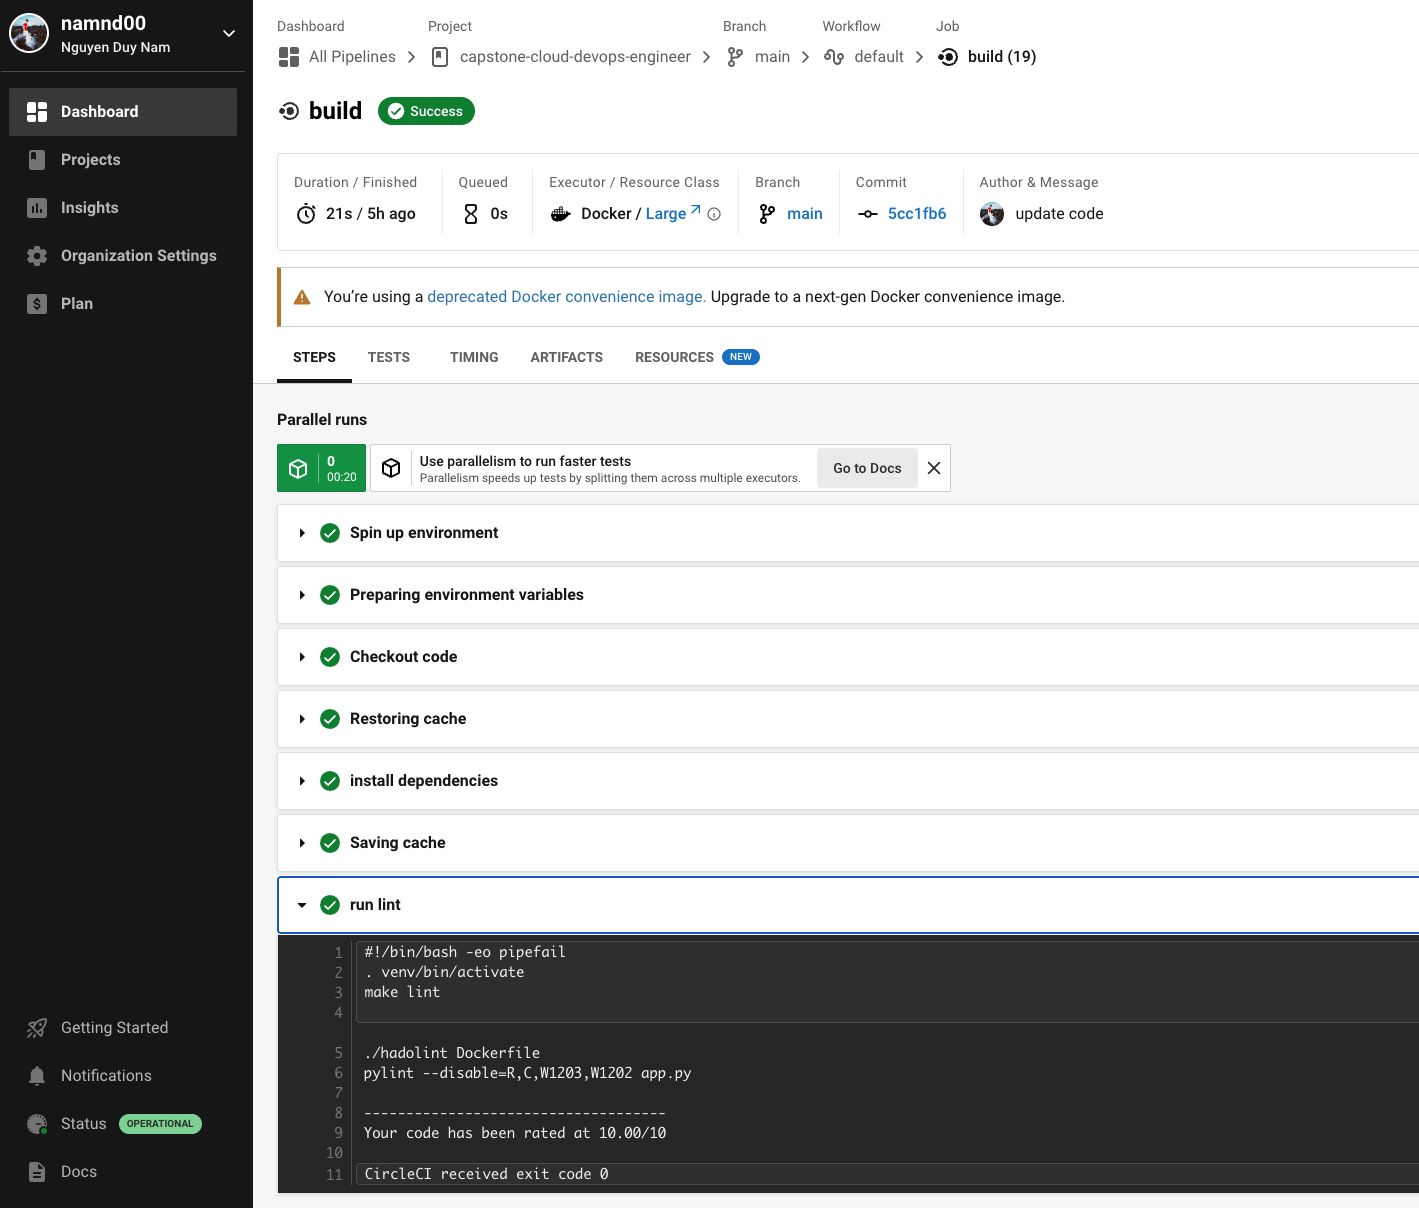 namnd00
Nguyen Duy Nam
Dashboard
Projects
Insights
Organization Settings
Plan
Getting Started
Notifications
Status OPERATIONAL
Docs
Dashboard Project Branch Workflow Job
All Pipelines capstone-cloud-devops-engineer main default build (19)
build Success
Duration / Finished Queued Executor / Resource Class Branch Commit Author & Message
21s / 5h ago 0s Docker / Large main 5cc1fb6 update code
You’re using a deprecated Docker convenience image. Upgrade to a next-gen Docker convenience image.
STEPS TESTS TIMING ARTIFACTS RESOURCES NEW
Parallel runs
0
00:20
Use parallelism to run faster tests
Parallelism speeds up tests by splitting them across multiple executors.
Go to Docs
Spin up environment
Preparing environment variables
Checkout code
Restoring cache
install dependencies
Saving cache
run lint
1 #!/bin/bash -eo pipefail
2 . venv/bin/activate
3 make lint
4
5 ./hadolint Dockerfile
6 pylint --disable=R,C,W1203,W1202 app.py
7
8 ------------------------------------
9 Your code has been rated at 10.00/10
10
11 CircleCI received exit code 0